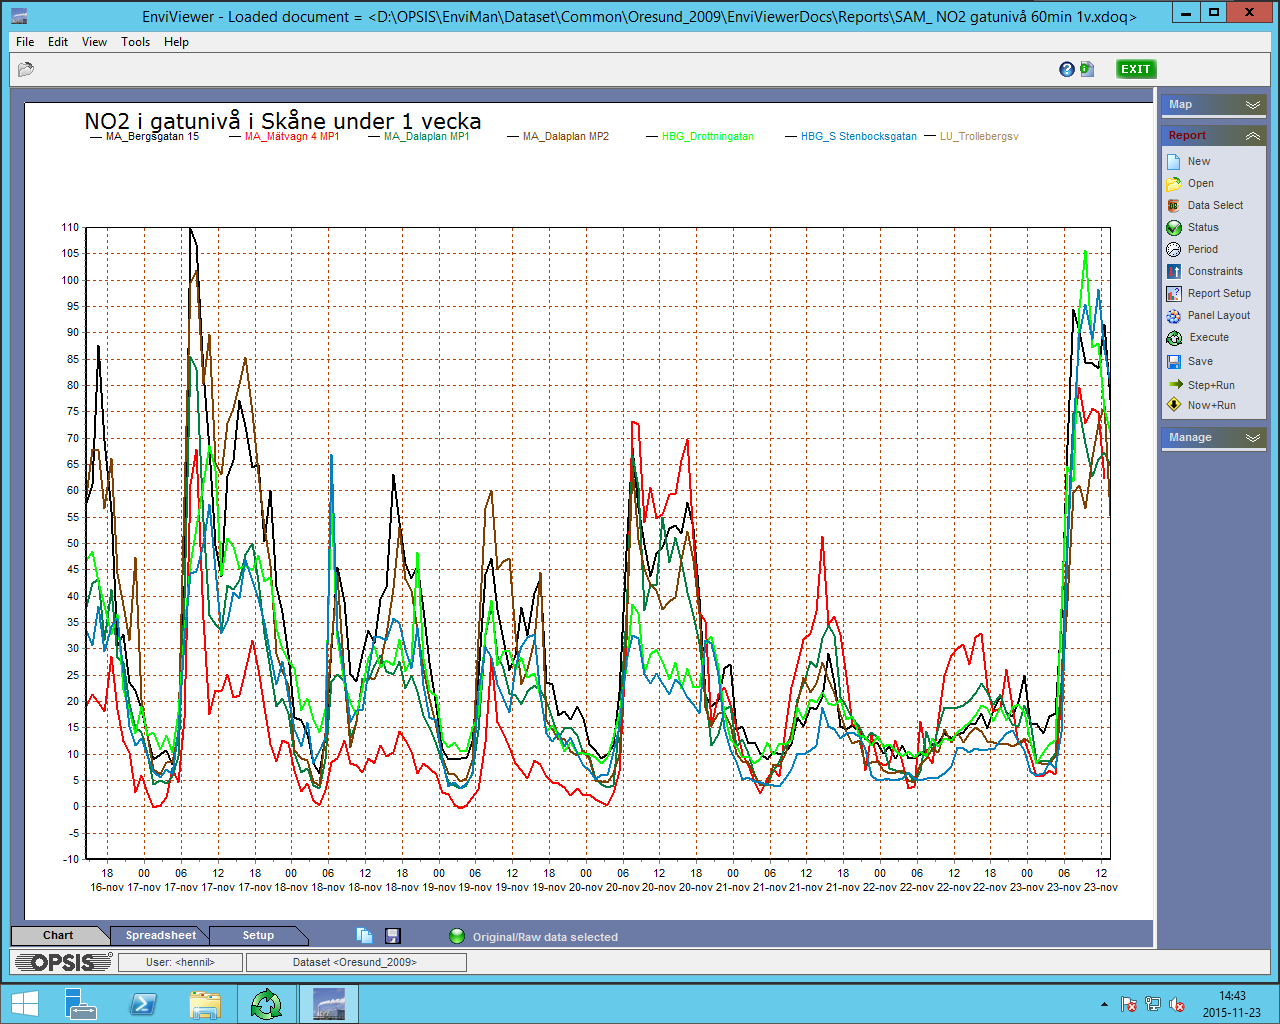 EnviViewer - Loaded document = <D:\OPSIS\EnviMan\Dataset\Common\Oresund_2009\EnviViewerDocs\Reports\SAM_ NO2 gatunivå 60min 1v.xdoq>
File Edit View Tools Help
EXIT
NO2 i gatunivå i Skåne under 1 vecka
MA_Bergsgatan 15 MA_Mätvagn 4 MP1 MA_Dalaplan MP1 MA_Dalaplan MP2 HBG_Drottningatan HBG_S Stenbocksgatan LU_Trollebergsv
110
105
100
95
90
85
80
75
70
65
60
55
50
45
40
35
30
25
20
15
10
5
0
-5
-10
18 00 06 12 18 00 06 12 18 00 06 12 18 00 06 12 18 00 06 12 18 00 06 12 18 00 06 12
16-nov 17-nov 17-nov 17-nov 17-nov 18-nov 18-nov 18-nov 18-nov 19-nov 19-nov 19-nov 19-nov 20-nov 20-nov 20-nov 20-nov 21-nov 21-nov 21-nov 21-nov 22-nov 22-nov 22-nov 22-nov 23-nov 23-nov 23-nov
Map
Report
New
Open
Data Select
Status
Period
Constraints
Report Setup
Panel Layout
Execute
Save
Step+Run
Now+Run
Manage
Chart Spreadsheet Setup Original/Raw data selected
OPSIS User: <hennil> Dataset <Oresund_2009>
14:43
2015-11-23